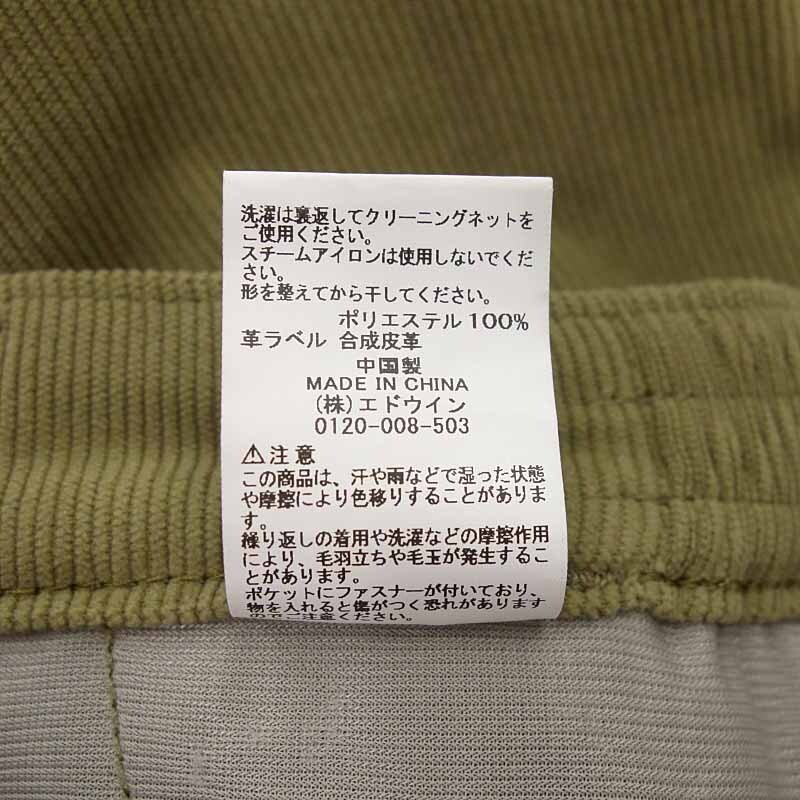 洗濯は裏返してクリーニングネットを
ご使用ください。
スチームアイロンは使用しないでくだ
さい。
形を整えてから干してください。
ポリエステル 100%
革ラベル 合成皮革
中国製
MADE IN CHINA
(株)エドウイン
0120-008-503
⚠注意
この商品は、汗や雨などで湿った状態
や摩擦により色移りすることがありま
す。
繰り返しの着用や洗濯などの摩擦作用
により、毛羽立ちや毛玉が発生するこ
とがあります。
ポケットにファスナーが付いており、
物を入れると傷がつく恐れがあります
のでご注意ください。